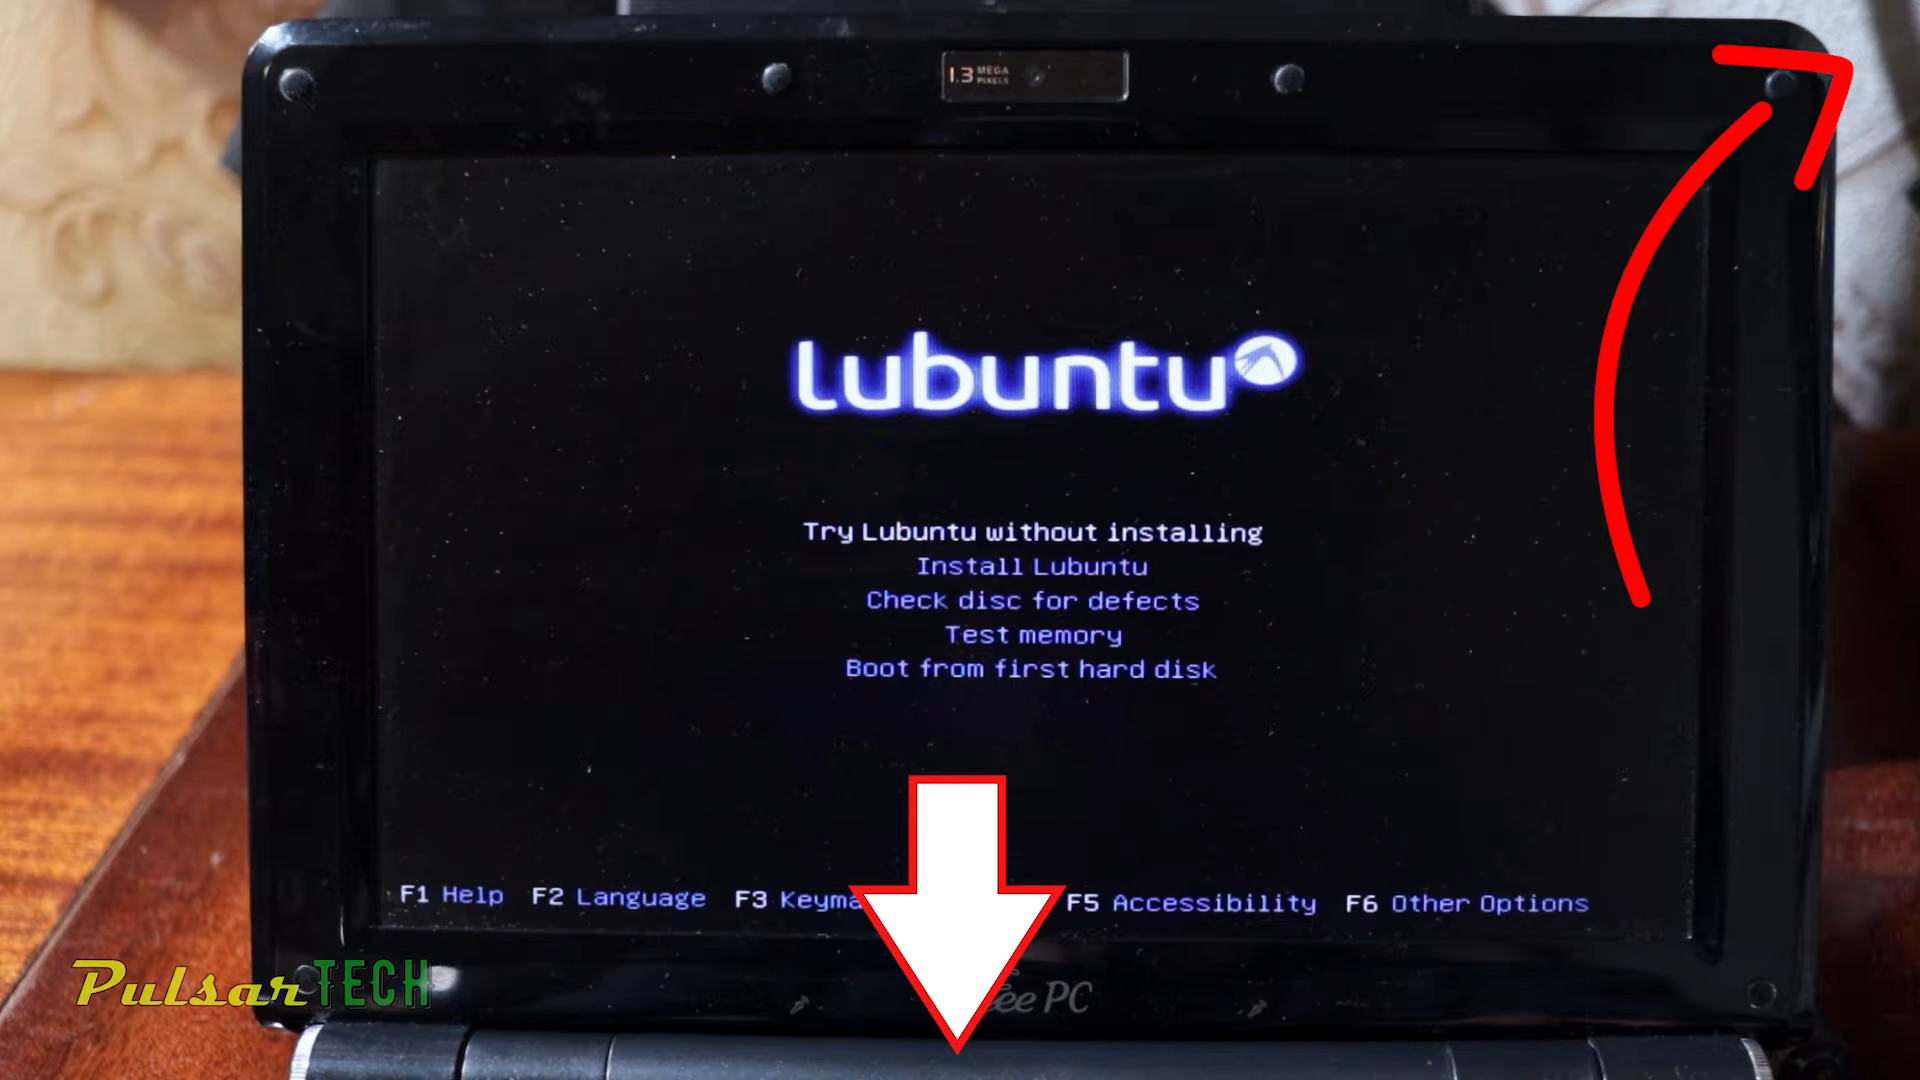 1.3 MEGA PIXELS
lubuntu
Try Lubuntu without installing
Install Lubuntu
Check disc for defects
Test memory
Boot from first hard disk
F1 Help F2 Language F3 Keyma F5 Accessibility F6 Other Options
PulsarTECH
Eee PC